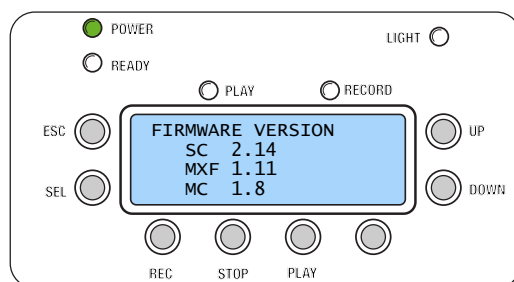 POWER
LIGHT
READY
PLAY
RECORD
ESC
FIRMWARE VERSION
UP
SC 2.14
MXF 1.11
SEL
MC 1.8
DOWN
REC
STOP
PLAY